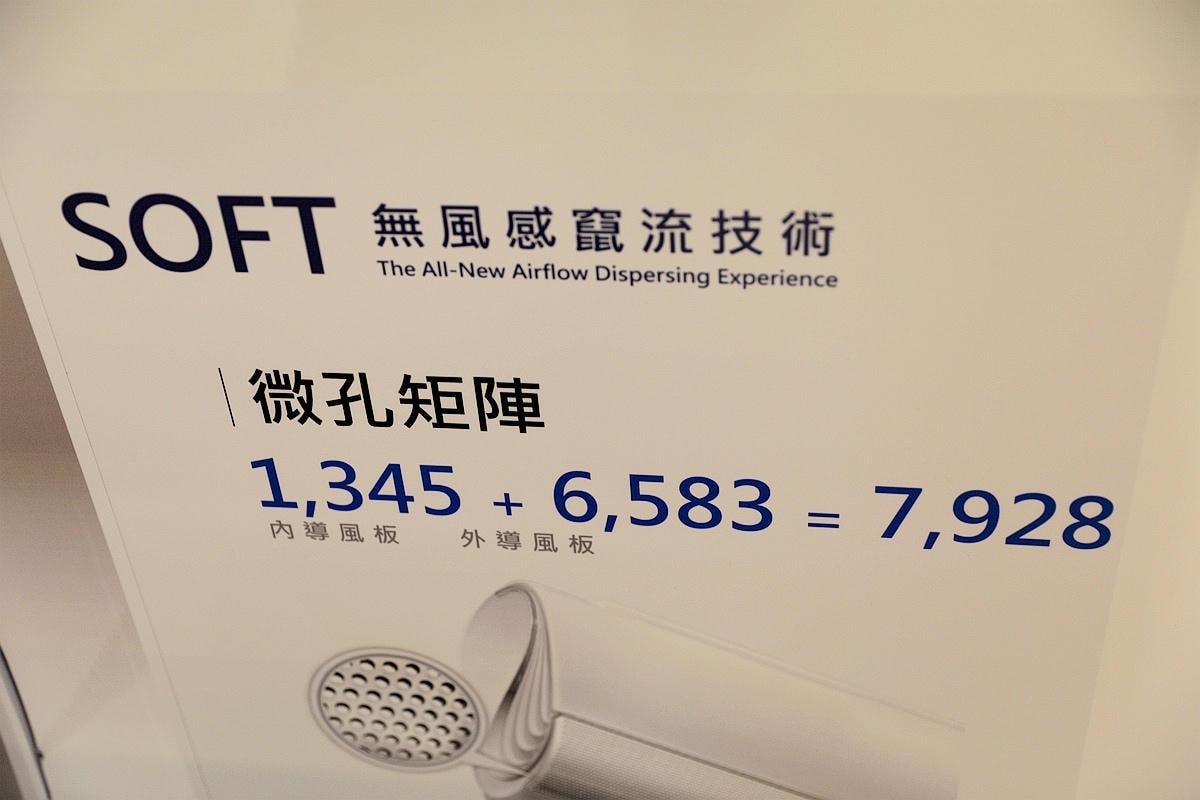 SOFT 無風感竄流技術
The All-New Airflow Dispersing Experience
微孔矩陣
1,345 + 6,583 = 7,928
內導風板 外導風板